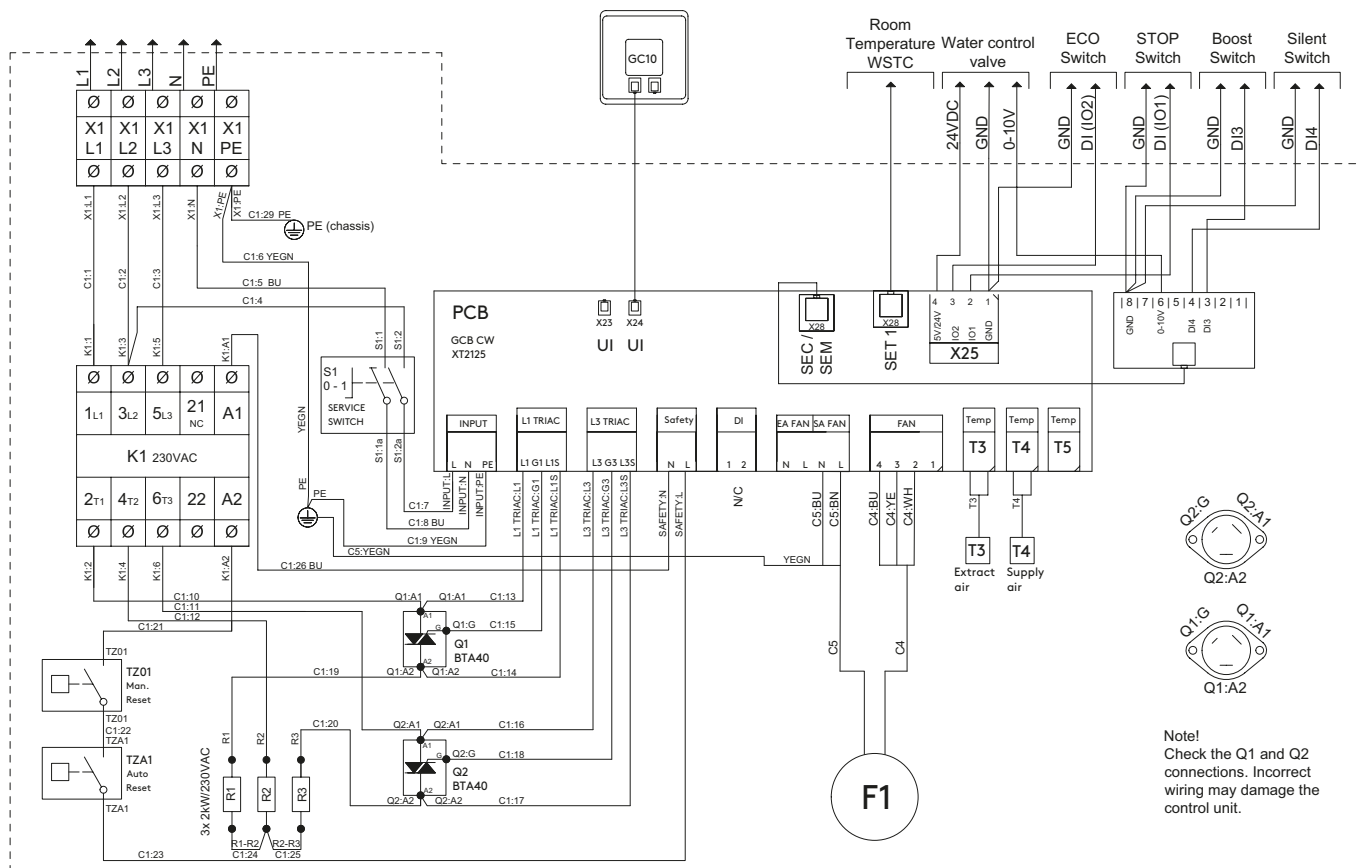 Room
Temperature
WSTC
Water control
valve
ECO
Switch
STOP
Switch
Boost
Switch
Silent
Switch
GC10
L1
L2
L3
N
PE
24VDC
GND
0-10V
GND
DI (IO2)
GND
DI (IO1)
GND
DI3
GND
DI4
Ø Ø Ø Ø Ø
X1 X1 X1 X1 X1
L1 L2 L3 N PE
Ø Ø Ø Ø Ø
X1:L1
X1:L2
X1:L3
X1:N
X1:PE
X1:PE
C1:29 PE
PE (chassis)
C1:6 YEGN
C1:5 BU
C1:4
C1:1
C1:2
C1:3
K1:1
K1:3
K1:5
K1:A1
S1:1
S1:2
S1
0 - 1
SERVICE
SWITCH
S1:1a
S1:2a
YEGN
PE
PE
Ø Ø Ø Ø Ø
1L1 3L2 5L3 21 NC A1
K1 230VAC
2T1 4T2 6T3 22 A2
Ø Ø Ø Ø Ø
K1:2
K1:4
K1:6
K1:A2
PCB
GCB CW
XT2125
X23
UI
X24
UI
X28
SEC /
SEM
X28
SET 1
4 3 2 1
5V/24V
IO2
IO1
GND
X25
| 8 | 7 | 6 | 5 | 4 | 3 | 2 | 1 |
GND
0-10V
DI4
DI3
INPUT
L N PE
L1 TRIAC
L1 G1 L1S
L3 TRIAC
L3 G3 L3S
Safety
N L
DI
1 2
N/C
EA FAN
SA FAN
N L N L
FAN
4 3 2 1
Temp
T3
Temp
T4
Temp
T5
INPUT:L
INPUT:N
INPUT:PE
L1 TRIAC:L1
L1 TRIAC:G1
L1 TRIAC:L1S
L3 TRIAC:L3
L3 TRIAC:G3
L3 TRIAC:L3S
SAFETY:N
SAFETY:L
C5:BU
C5:BN
C4:BU
C4:YE
C4:WH
T3
T4
T3
Extract
air
T4
Supply
air
C1:7
C1:8 BU
C1:9 YEGN
C5:YEGN
YEGN
C1:26 BU
C1:10
C1:11
C1:12
C1:21
Q1:A1
Q1:A1
C1:13
A1
G
Q1:G
C1:15
Q1
BTA40
A2
Q1:A2
Q1:A2
C1:14
C1:19
TZ01
TZ01
Man.
Reset
TZ01
C1:22
TZA1
TZA1
Auto
Reset
TZA1
C1:23
3x 2kW/230VAC
R1
R2
R3
R1
R2
R3
R1-R2
C1:24
R2-R3
C1:25
C1:20
Q2:A1
Q2:A1
C1:16
A1
G
Q2:G
C1:18
Q2
BTA40
A2
Q2:A2
Q2:A2
C1:17
C5
C4
F1
Q2:G
Q2:A1
Q2:A2
Q1:G
Q1:A1
Q1:A2
Note!
Check the Q1 and Q2
connections. Incorrect
wiring may damage the
control unit.